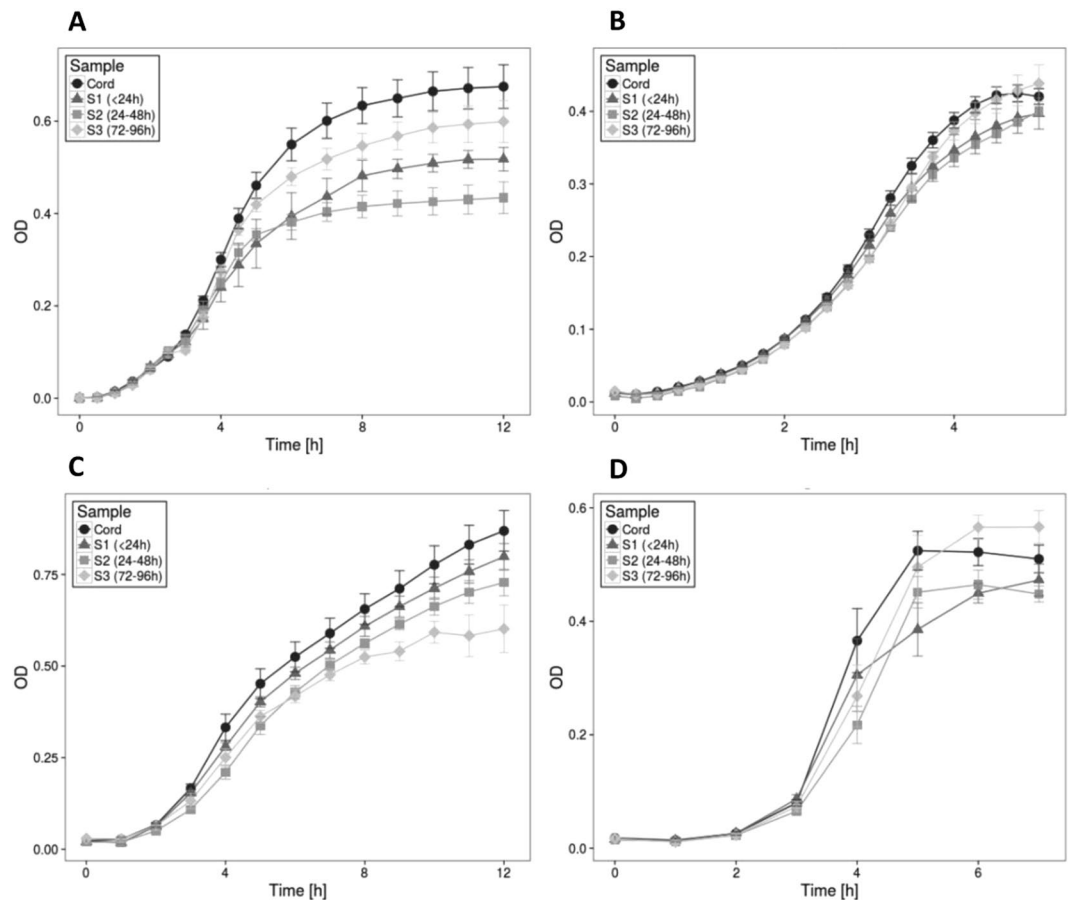 A
Sample
Cord
S1 (<24h)
S2 (24-48h)
S3 (72-96h)
0.6
0.4
0.2
0.0
OD
0 4 8 12
Time [h]
B
Sample
Cord
S1 (<24h)
S2 (24-48h)
S3 (72-96h)
0.4
0.3
0.2
0.1
0.0
OD
0 2 4
Time [h]
C
Sample
Cord
S1 (<24h)
S2 (24-48h)
S3 (72-96h)
0.75
0.50
0.25
0.00
OD
0 4 8 12
Time [h]
D
Sample
Cord
S1 (<24h)
S2 (24-48h)
S3 (72-96h)
0.6
0.4
0.2
0.0
OD
0 2 4 6
Time [h]